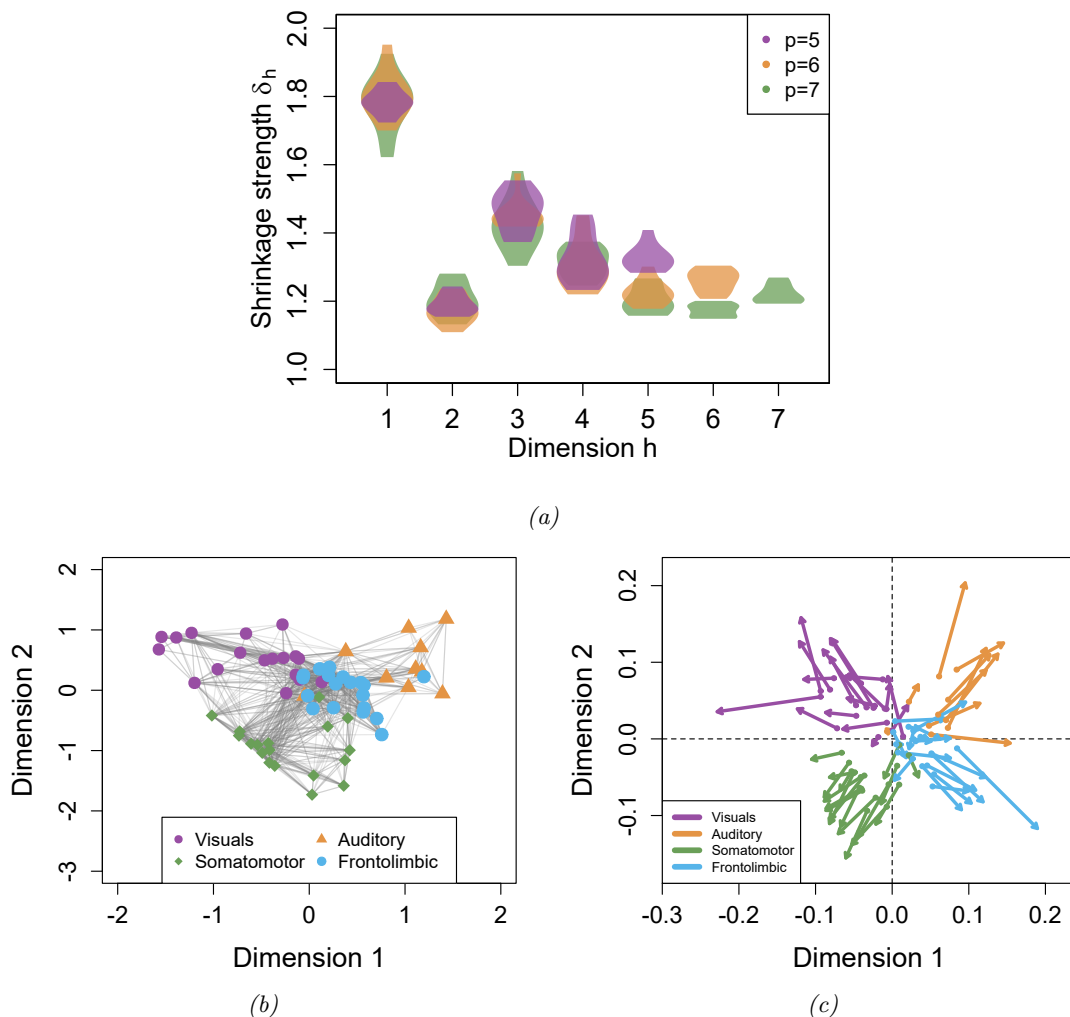 Shrinkage strength δh
2.0
1.8
1.6
1.4
1.2
1.0
p=5
p=6
p=7
1 2 3 4 5 6 7
Dimension h
(a)
Dimension 2
2
1
0
-1
-2
-3
Visuals
Auditory
Somatomotor
Frontolimbic
-2 -1 0 1 2
Dimension 1
(b)
Dimension 2
0.2
0.1
0.0
-0.1
Visuals
Auditory
Somatomotor
Frontolimbic
-0.3 -0.1 0.0 0.1 0.2
Dimension 1
(c)